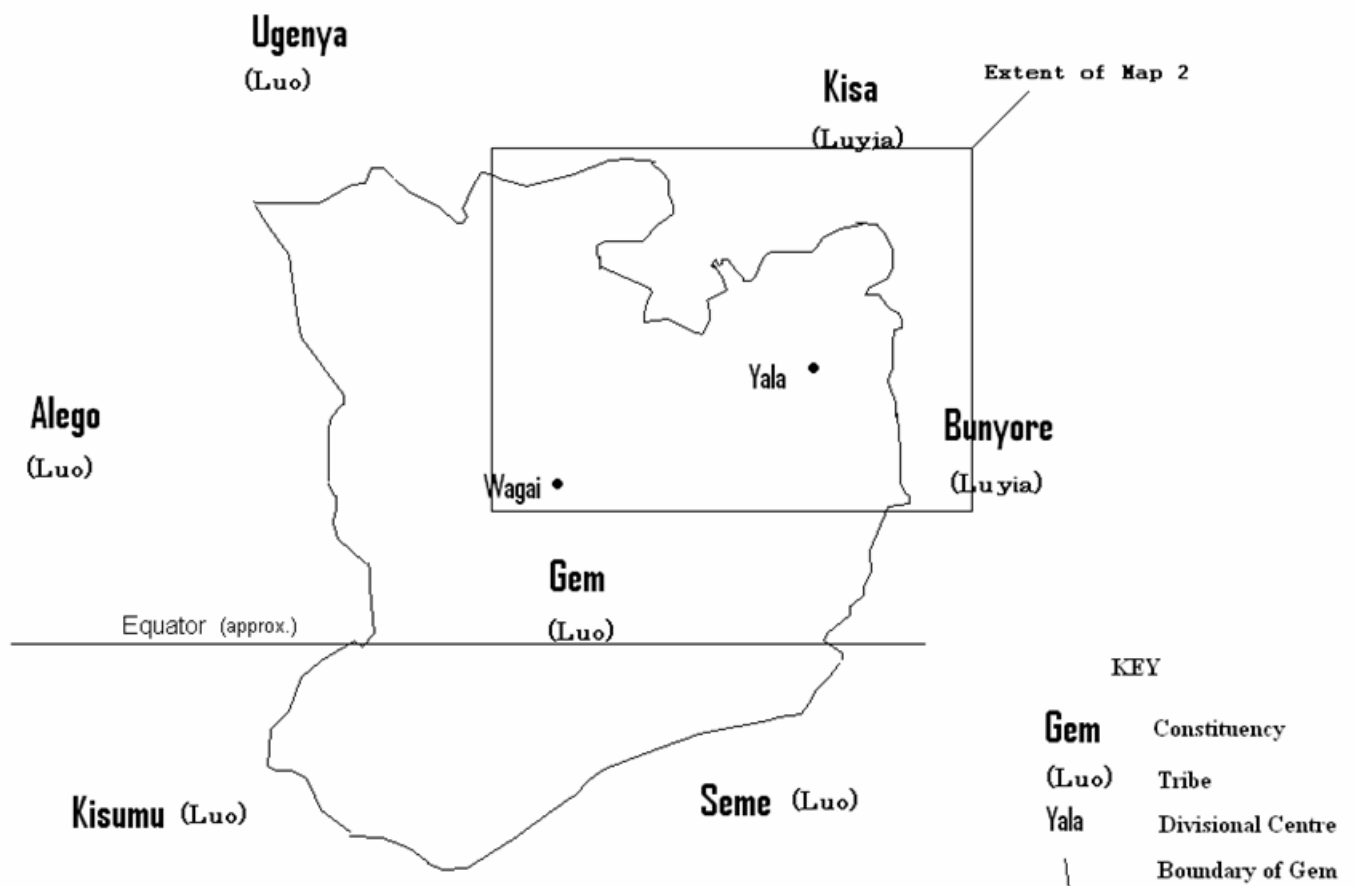 Ugenya
(Luo)
Kisa
(Luyia)
Extent of Map 2
Yala
Alego
(Luo)
Bunyore
(Luyia)
Wagai
Gem
(Luo)
Equator (approx.)
KEY
Gem Constituency
(Luo) Tribe
Yala Divisional Centre
Boundary of Gem
Kisumu (Luo)
Seme (Luo)